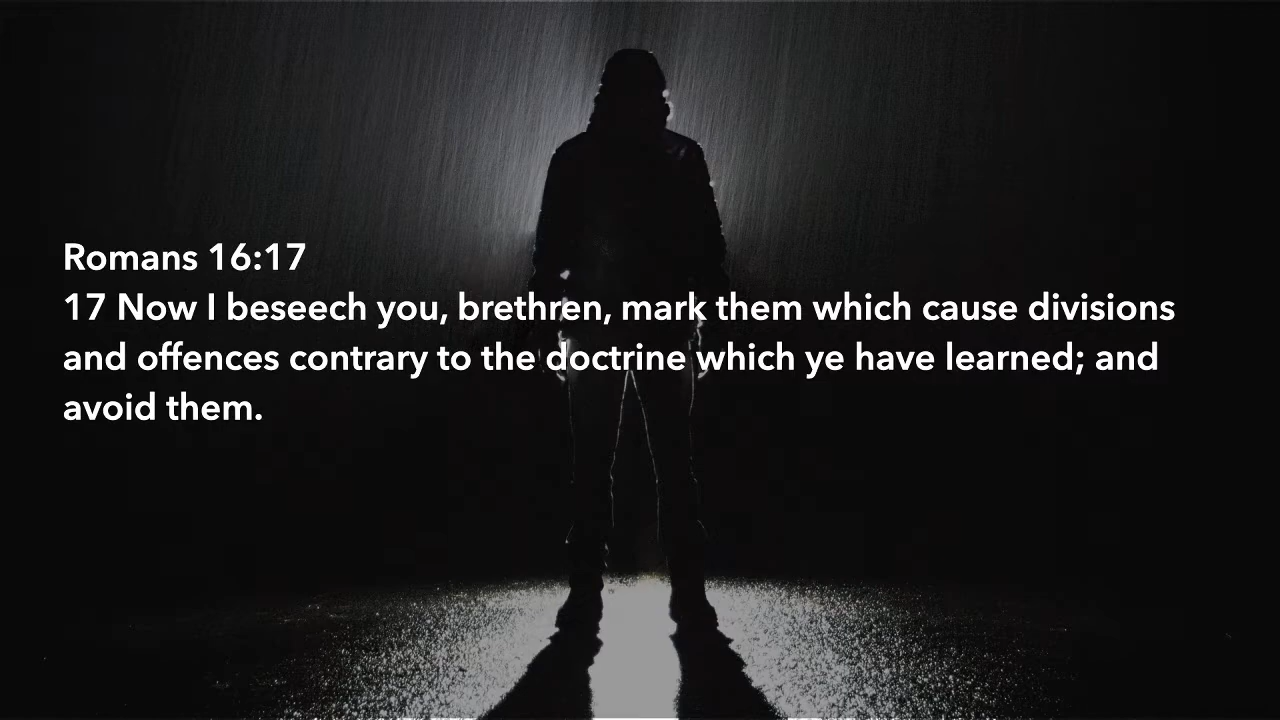 Romans 16:17
17 Now I beseech you, brethren, mark them which cause divisions
and offences contrary to the doctrine which ye have learned; and
avoid them.